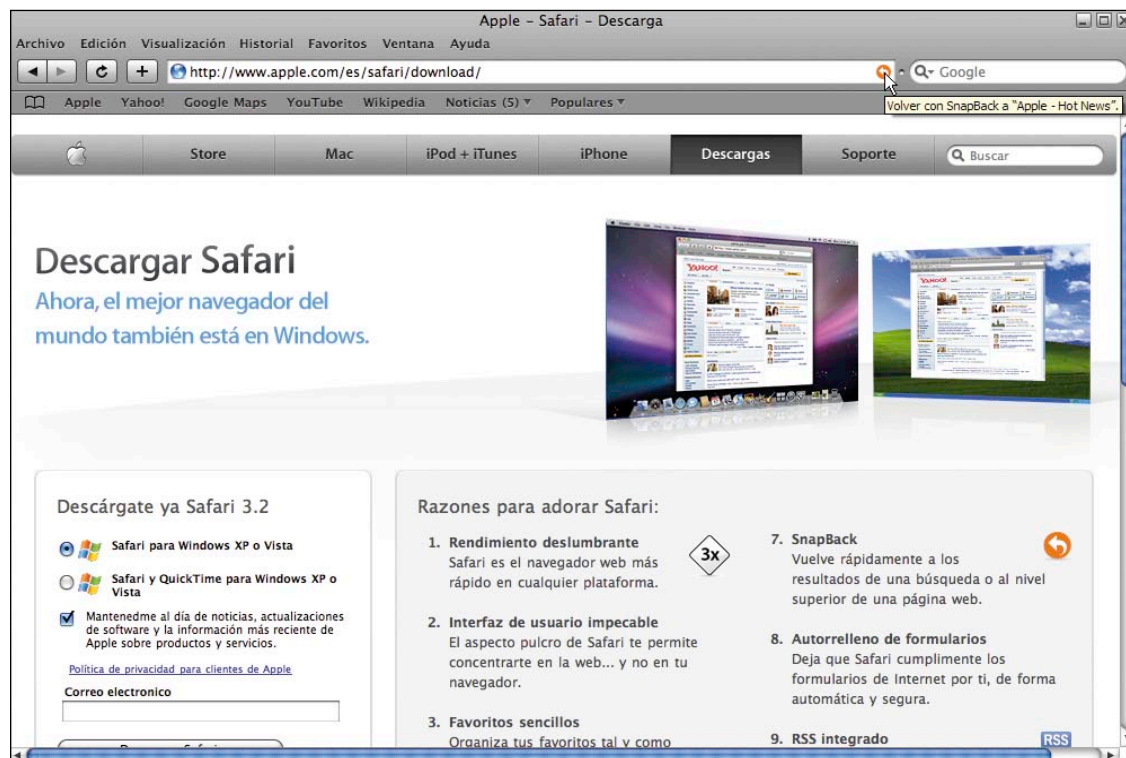 Apple – Safari – Descarga
Archivo Edición Visualización Historial Favoritos Ventana Ayuda
http://www.apple.com/es/safari/download/
Google
Apple Yahoo! Google Maps YouTube Wikipedia Noticias (5) Populares
Volver con SnapBack a "Apple - Hot News".
Store Mac iPod + iTunes iPhone Descargas Soporte Buscar
Descargar Safari
Ahora, el mejor navegador del
mundo también está en Windows.
YAHOO!
YAHOO!
Descárgate ya Safari 3.2
Safari para Windows XP o Vista
Safari y QuickTime para Windows XP o
Vista
Mantenedme al día de noticias, actualizaciones
de software y la información más reciente de
Apple sobre productos y servicios.
Política de privacidad para clientes de Apple
Correo electronico
Razones para adorar Safari:
1. Rendimiento deslumbrante
Safari es el navegador web más
rápido en cualquier plataforma.
3x
2. Interfaz de usuario impecable
El aspecto pulcro de Safari te permite
concentrarte en la web... y no en tu
navegador.
3. Favoritos sencillos
Organiza tus favoritos tal y como
7. SnapBack
Vuelve rápidamente a los
resultados de una búsqueda o al nivel
superior de una página web.
8. Autorrelleno de formularios
Deja que Safari cumplimente los
formularios de Internet por ti, de forma
automática y segura.
9. RSS integrado
RSS